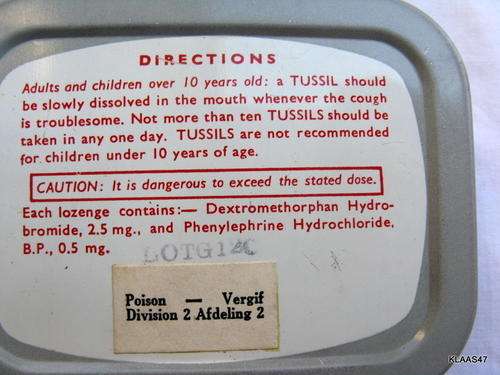 DIRECTIONS
Adults and children over 10 years old: a TUSSIL should
be slowly dissolved in the mouth whenever the cough
is troublesome. Not more than ten TUSSILS should be
taken in any one day. TUSSILS are not recommended
for children under 10 years of age.
CAUTION: It is dangerous to exceed the stated dose.
Each lozenge contains:— Dextromethorphan Hydro-
bromide, 2.5 mg., and Phenylephrine Hydrochloride,
B.P., 0.5 mg.
Poison — Vergif
Division 2 Afdeling 2
KLAAS47